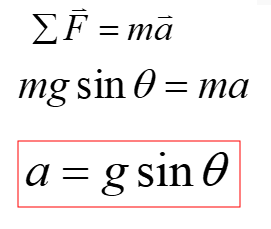 ∑F⃗ = ma⃗
mg sin θ = ma
a = g sin θ